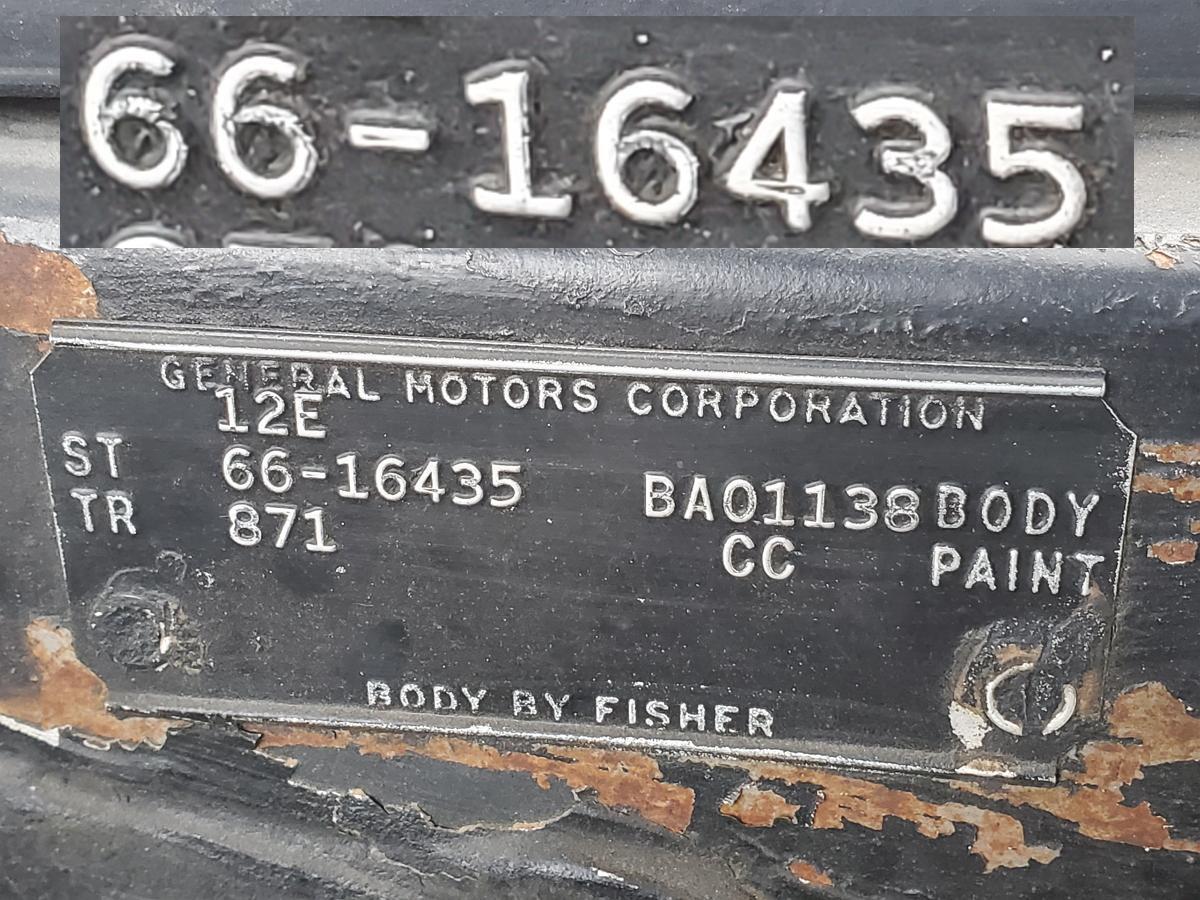 66-16435
GENERAL MOTORS CORPORATION
12E
ST 66-16435 BA01138 BODY
TR 871 CC PAINT
BODY BY FISHER